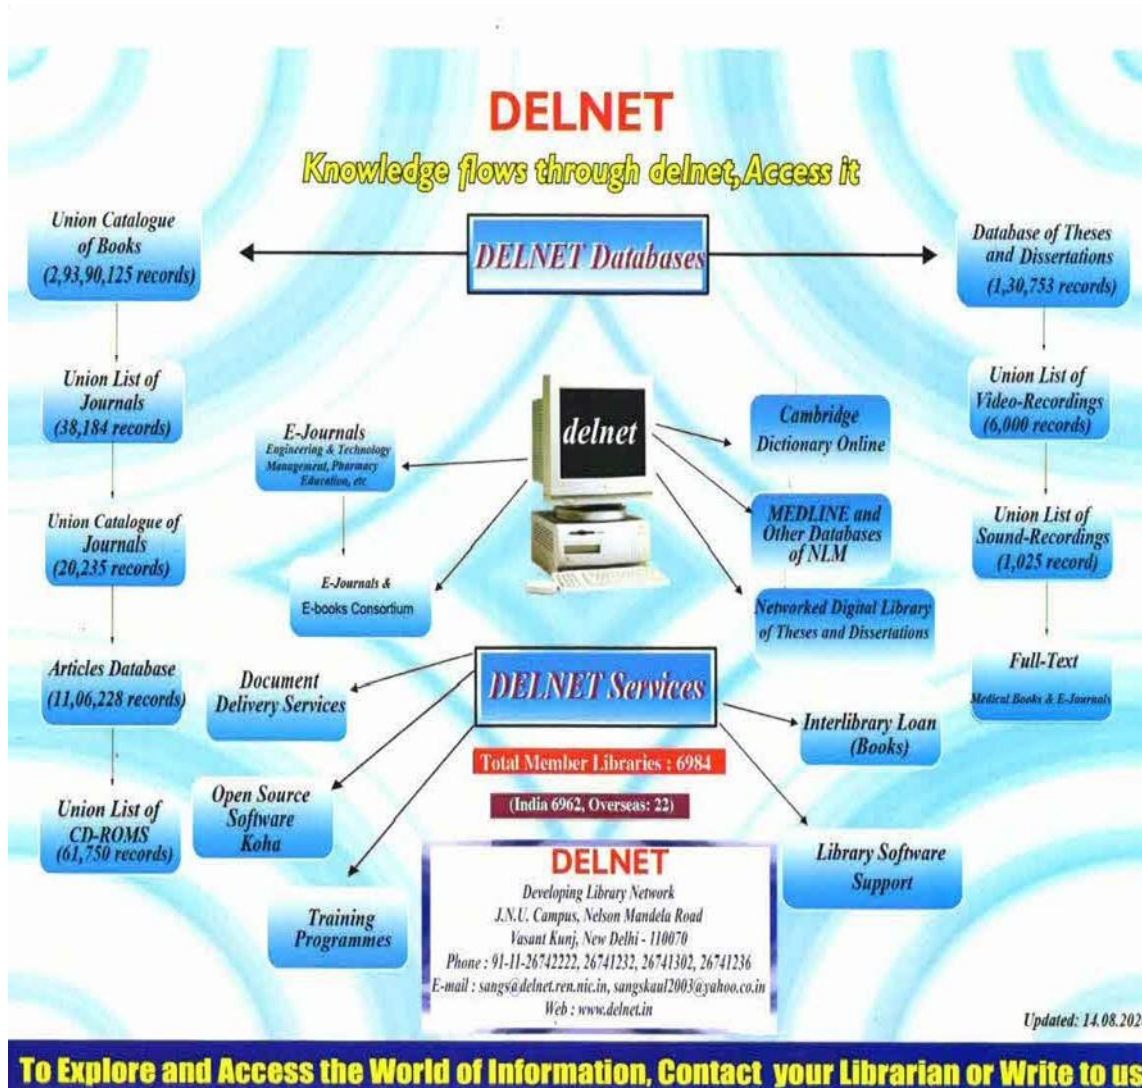 DELNET
Knowledge flows through delnet, Access it
DELNET Databases
Union Catalogue
of Books
(2,93,90,125 records)
Union List of
Journals
(38,184 records)
Union Catalogue of
Journals
(20,235 records)
Articles Database
(11,06,228 records)
Union List of
CD-ROMS
(61,750 records)
Database of Theses
and Dissertations
(1,30,753 records)
Union List of
Video-Recordings
(6,000 records)
Union List of
Sound-Recordings
(1,025 record)
Full-Text
Medical Books & E-Journals
delnet
E-Journals
Engineering & Technology
Management, Pharmacy
Education, etc
E-Journals &
E-books Consortium
Cambridge
Dictionary Online
MEDLINE and
Other Databases
of NLM
Networked Digital Library
of Theses and Dissertations
DELNET Services
Document
Delivery Services
Open Source
Software
Koha
Training
Programmes
Interlibrary Loan
(Books)
Library Software
Support
Total Member Libraries : 6984
(India 6962, Overseas: 22)
DELNET
Developing Library Network
J.N.U. Campus, Nelson Mandela Road
Vasant Kunj, New Delhi - 110070
Phone : 91-11-26742222, 26741232, 26741302, 26741236
E-mail : sangs@delnet.ren.nic.in, sangskaul2003@yahoo.co.in
Web : www.delnet.in
Updated: 14.08.202
To Explore and Access the World of Information, Contact your Librarian or Write to us